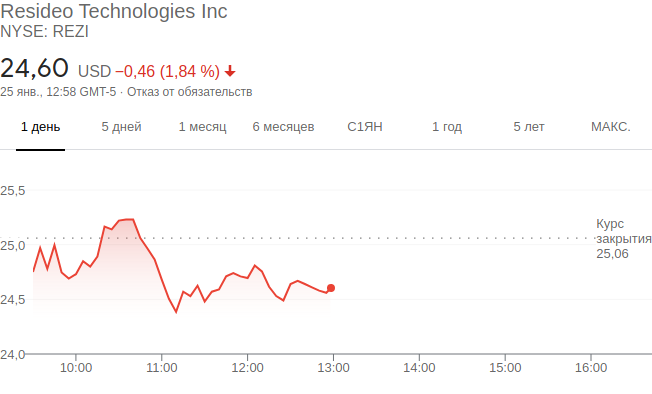 Resideo Technologies Inc
NYSE: REZI
24,60 USD −0,46 (1,84 %)
25 янв., 12:58 GMT-5 · Отказ от обязательств
1 день 5 дней 1 месяц 6 месяцев С1ЯН 1 год 5 лет МАКС.
25,5
Курс
25,0 закрытия
25,06
24,5
24,0
10:00 11:00 12:00 13:00 14:00 15:00 16:00